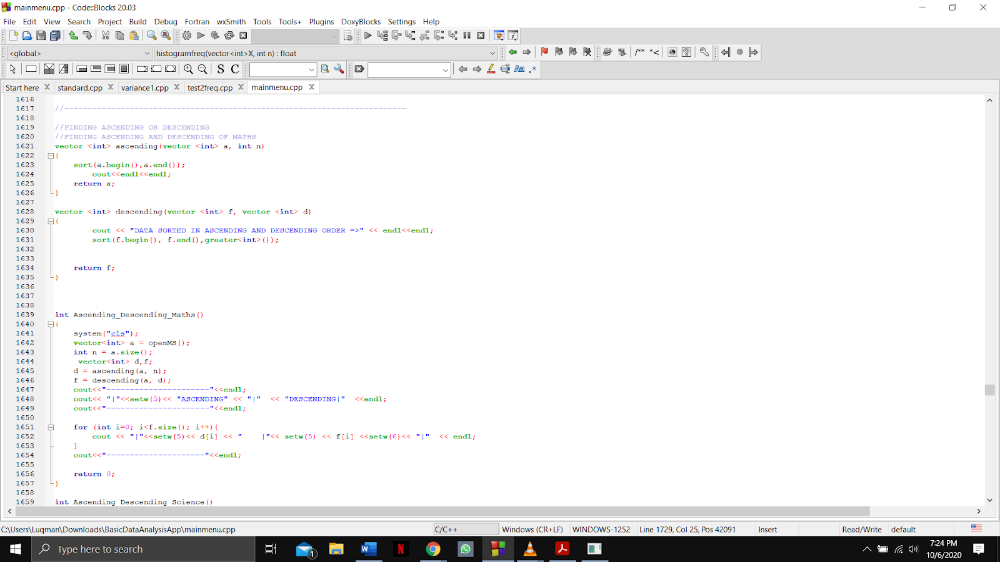 mainmenu.cpp - Code::Blocks 20.03
File Edit View Search Project Build Debug Fortran wxSmith Tools Tools+ Plugins DoxyBlocks Settings Help
<global> histogramfreq(vector<int>X, int n) : float
/** *<
S C Aa .*
Start here standard.cpp variance1.cpp test2freq.cpp mainmenu.cpp
1616
1617 //-------------------------------------------------------------------------
1618
1619 //FINDING ASCENDING OR DESCENDING
1620 //FINDING ASCENDING AND DESCENDING OF MATHS
1621 vector <int> ascending(vector <int> a, int n)
1622 {
1623 sort(a.begin(),a.end());
1624 cout<<endl<<endl;
1625 return a;
1626 }
1627
1628 vector <int> descending(vector <int> f, vector <int> d)
1629 {
1630 cout << "DATA SORTED IN ASCENDING AND DESCENDING ORDER =>" << endl<<endl;
1631 sort(f.begin(), f.end(),greater<int>());
1632
1633
1634 return f;
1635 }
1636
1637
1638
1639 int Ascending_Descending_Maths()
1640 {
1641 system("cls");
1642 vector<int> a = openMS();
1643 int n = a.size();
1644 vector<int> d,f;
1645 d = ascending(a, n);
1646 f = descending(a, d);
1647 cout<<"----------------------"<<endl;
1648 cout<< "|"<<setw(5)<< "ASCENDING" << "|" << "DESCENDING|" <<endl;
1649 cout<<"----------------------"<<endl;
1650
1651 for (int i=0; i<f.size(); i++){
1652 cout << "|"<<setw(5)<< d[i] << "    |"<< setw(5) << f[i] <<setw(6)<< "|" << endl;
1653 }
1654 cout<<"---------------------"<<endl;
1655
1656 return 0;
1657 }
1658
1659 int Ascending_Descending_Science()
C:\Users\Luqman\Downloads\BasicDataAnalysisApp\mainmenu.cpp C/C++ Windows (CR+LF) WINDOWS-1252 Line 1729, Col 25, Pos 42091 Insert Read/Write default
Type here to search
1
7:24 PM
10/6/2020